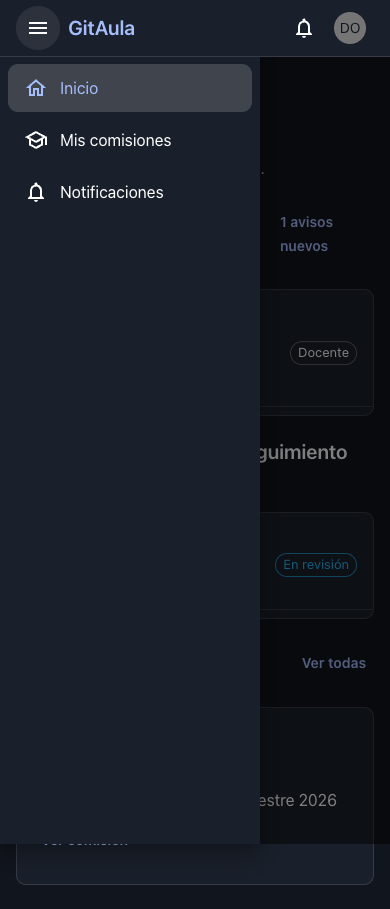 GitAula
DO
Inicio
Mis comisiones
Notificaciones
1 avisos
nuevos
Docente
guimiento
En revisión
Ver todas
estre 2026